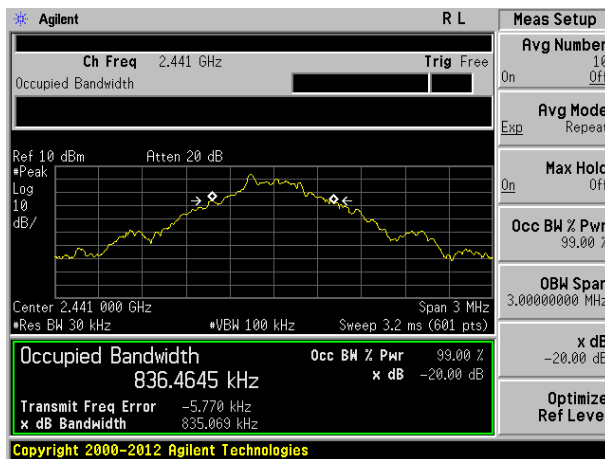 Agilent R L Meas Setup
Ch Freq 2.441 GHz Trig Free
Occupied Bandwidth
Avg Number
10
On Off
Avg Mode
Exp Repeat
Max Hold
On Off
Occ BW % Pwr
99.00 %
OBW Span
3.00000000 MHz
x dB
-20.00 dB
Optimize
Ref Level
Ref 10 dBm Atten 20 dB
#Peak
Log
10
dB/
Center 2.441 000 GHz Span 3 MHz
#Res BW 30 kHz #VBW 100 kHz Sweep 3.2 ms (601 pts)
Occupied Bandwidth Occ BW % Pwr 99.00 %
836.4645 kHz x dB -20.00 dB
Transmit Freq Error -5.770 kHz
x dB Bandwidth 835.069 kHz
Copyright 2000-2012 Agilent Technologies